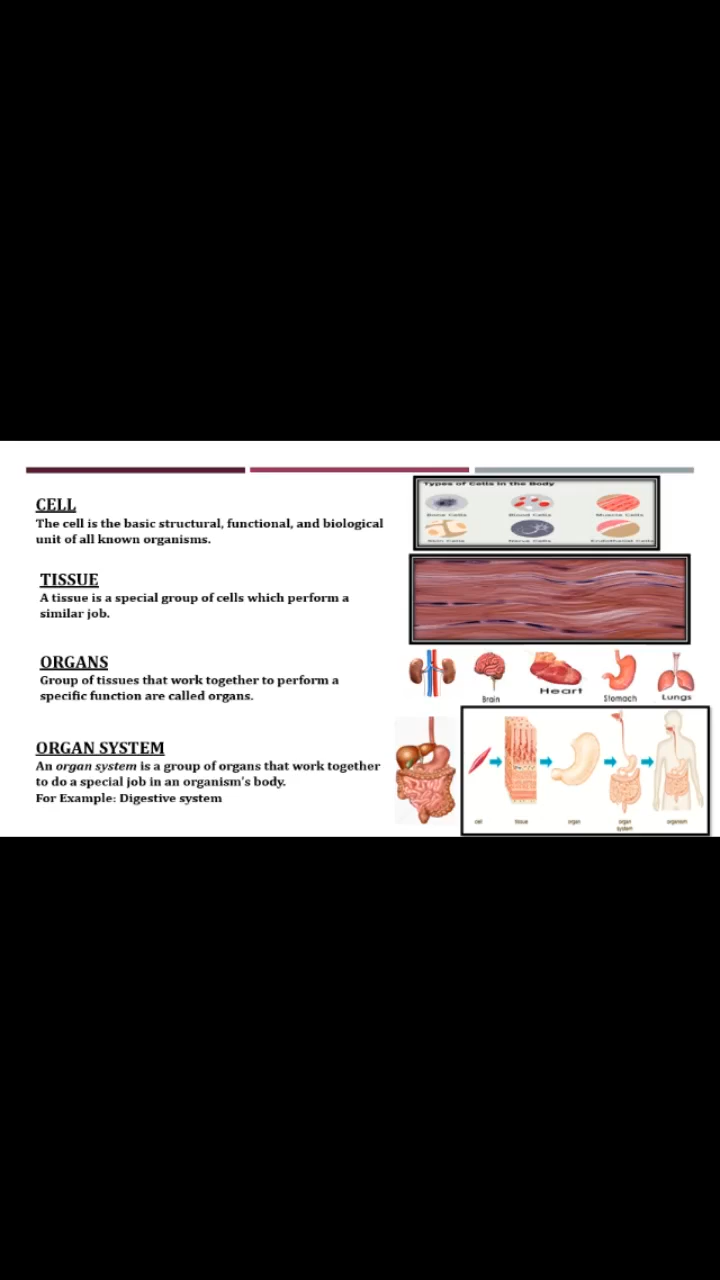 CELL
The cell is the basic structural, functional, and biological
unit of all known organisms.
TISSUE
A tissue is a special group of cells which perform a
similar job.
ORGANS
Group of tissues that work together to perform a
specific function are called organs.
ORGAN SYSTEM
An organ system is a group of organs that work together
to do a special job in an organism's body.
For Example: Digestive system
Types of Cells in the Body
Bone Cells Blood Cells Muscle Cells
Skin Cells Nerve Cells Endothelial Cells
Brain Heart Stomach Lungs
cell tissue organ organ system organism